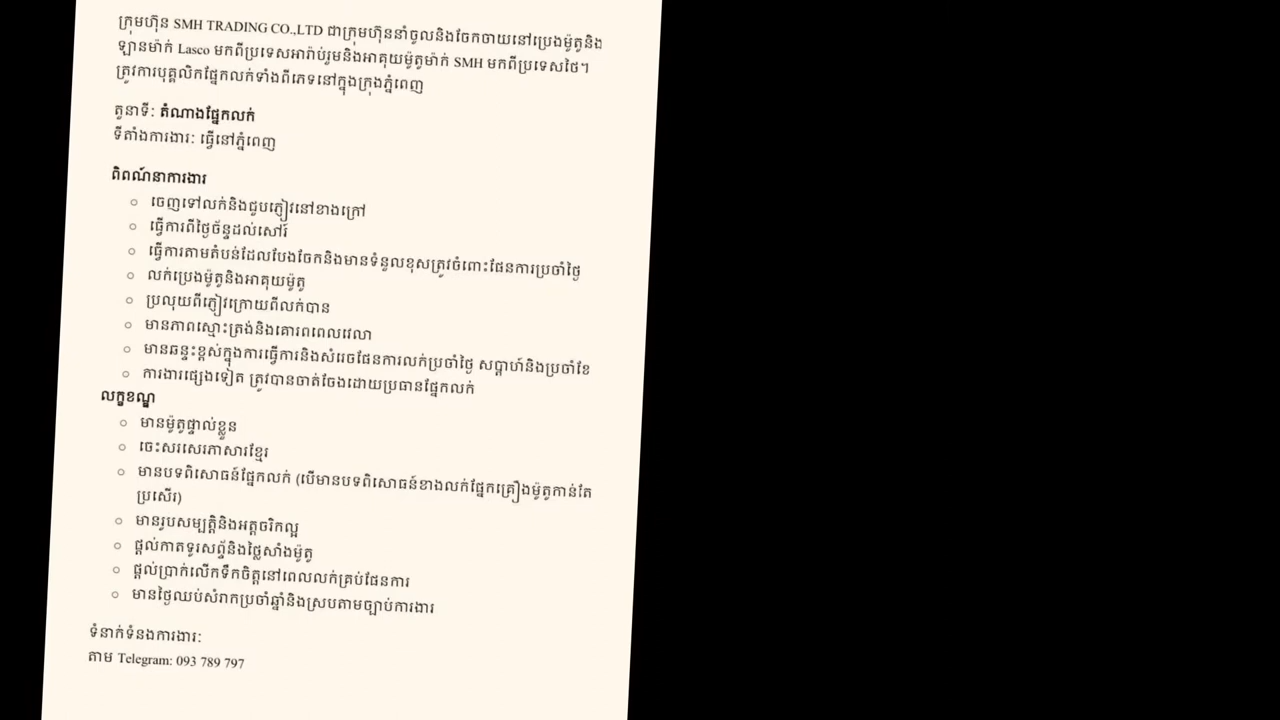 ក្រុមហ៊ុន SMH TRADING CO.,LTD ជាក្រុមហ៊ុននាំចូលនិងចែកចាយនៅប្រេងម៉ូតូនិង
ឡានម៉ាក់ Lasco មកពីប្រទេសអារ៉ាប់រួមនិងអាគុយម៉ូតូម៉ាក់ SMH មកពីប្រទេសថៃ។
ត្រូវការបុគ្គលិកផ្នែកលក់ទាំងពីភេទនៅក្នុងក្រុងភ្នំពេញ
តួនាទី: តំណាងផ្នែកលក់
ទីតាំងការងារ: ធ្វើនៅភ្នំពេញ
ពិពណ៍នាការងារ
○ ចេញទៅលក់និងជួបភ្ញៀវនៅខាងក្រៅ
○ ធ្វើការពីថ្ងៃច័ន្ទដល់សៅរ៍
○ ធ្វើការតាមតំបន់ដែលបែងចែកនិងមានទំនួលខុសត្រូវចំពោះផែនការប្រចាំថ្ងៃ
○ លក់ប្រេងម៉ូតូនិងអាគុយម៉ូតូ
○ ប្រលុយពីភ្ញៀវក្រោយពីលក់បាន
○ មានភាពស្មោះត្រង់និងគោរពពេលវេលា
○ មានឆន្ទះខ្ពស់ក្នុងការធ្វើការនិងសំរេចផែនការលក់ប្រចាំថ្ងៃ សប្តាហ៍និងប្រចាំខែ
○ ការងារផ្សេងទៀត ត្រូវបានចាត់ចែងដោយប្រធានផ្នែកលក់
លក្ខខណ្ឌ
○ មានម៉ូតូផ្ទាល់ខ្លួន
○ ចេះសរសេរភាសារខ្មែរ
○ មានបទពិសោធន៍ផ្នែកលក់ (បើមានបទពិសោធន៍ខាងលក់ផ្នែកគ្រឿងម៉ូតូកាន់តែ
ប្រសើរ)
○ មានរូបសម្បត្តិនិងអត្តចរិកល្អ
○ ផ្តល់កាតទូរសព្ទ័និងថ្លៃសាំងម៉ូតូ
○ ផ្តល់ប្រាក់លើកទឹកចិត្តនៅពេលលក់គ្រប់ផែនការ
○ មានថ្ងៃឈប់សំរាកប្រចាំឆ្នាំនិងស្របតាមច្បាប់ការងារ
ទំនាក់ទំនងការងារ:
តាម Telegram: 093 789 797